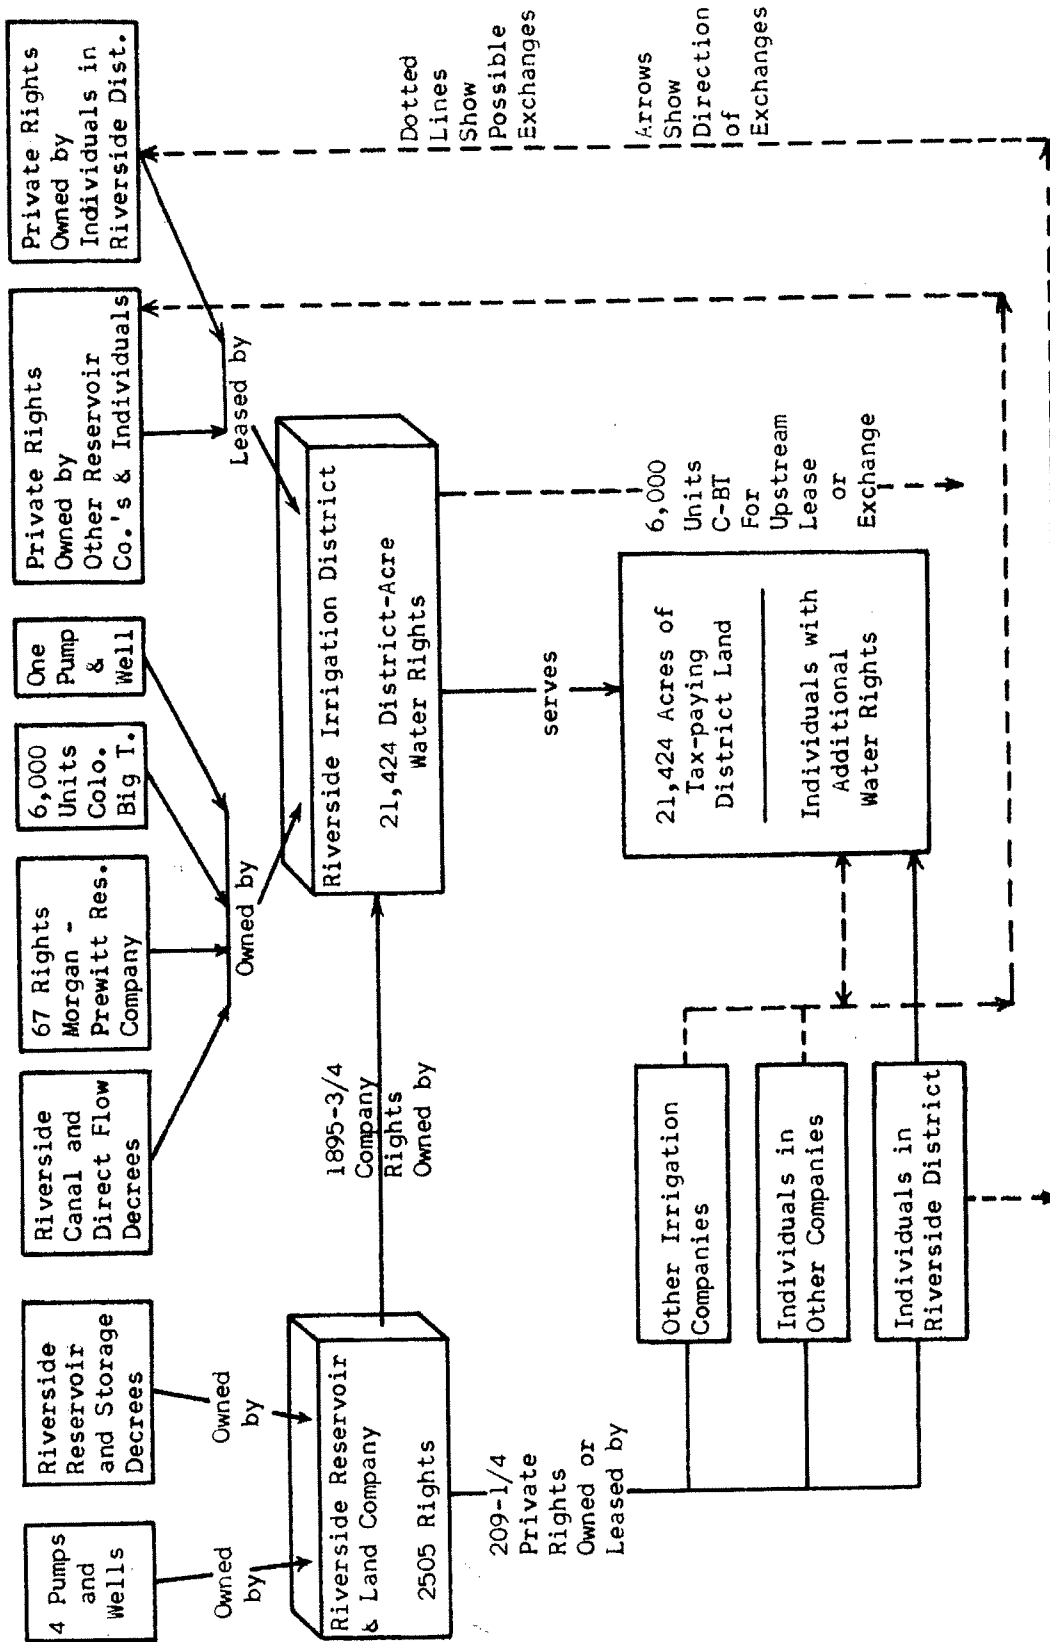 4 Pumps
and
Wells
Riverside
Reservoir
and Storage
Decrees
Riverside
Canal and
Direct Flow
Decrees
67 Rights
Morgan -
Prewitt Res.
Company
6,000
Units
Colo.
Big T.
One
Pump
&
Well
Private Rights
Owned by
Other Reservoir
Co.'s & Individuals
Private Rights
Owned by
Individuals in
Riverside Dist.
Owned
by
Owned
by
Owned by
Leased by
Riverside Reservoir
& Land Company
2505 Rights
1895-3/4
Company
Rights
Owned by
Riverside Irrigation District
21,424 District-Acre
Water Rights
Dotted
Lines
Show
Possible
Exchanges
Arrows
Show
Direction
of
Exchanges
209-1/4
Private
Rights
Owned or
Leased by
serves
6,000
Units
C-BT
For
Upstream
Lease
or
Exchange
Other Irrigation
Companies
Individuals in
Other Companies
Individuals in
Riverside District
21,424 Acres of
Tax-paying
District Land
Individuals with
Additional
Water Rights